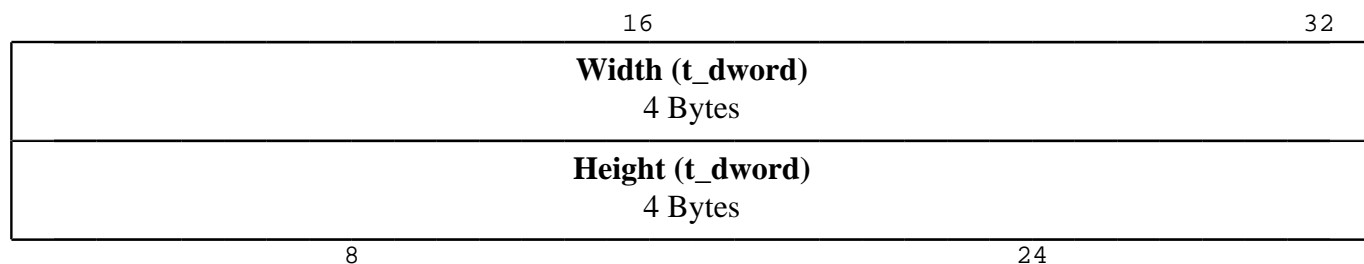 16 32
Width (t_dword)
4 Bytes
Height (t_dword)
4 Bytes
8 24